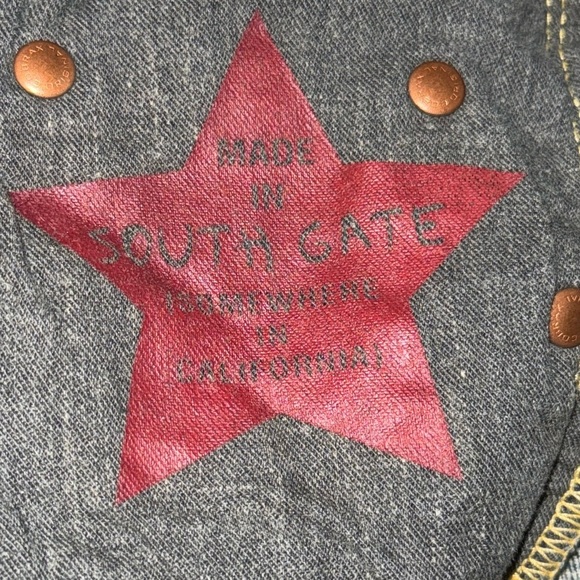 MADE
IN
SOUTH GATE
(SOMEWHERE
IN
CALIFORNIA)